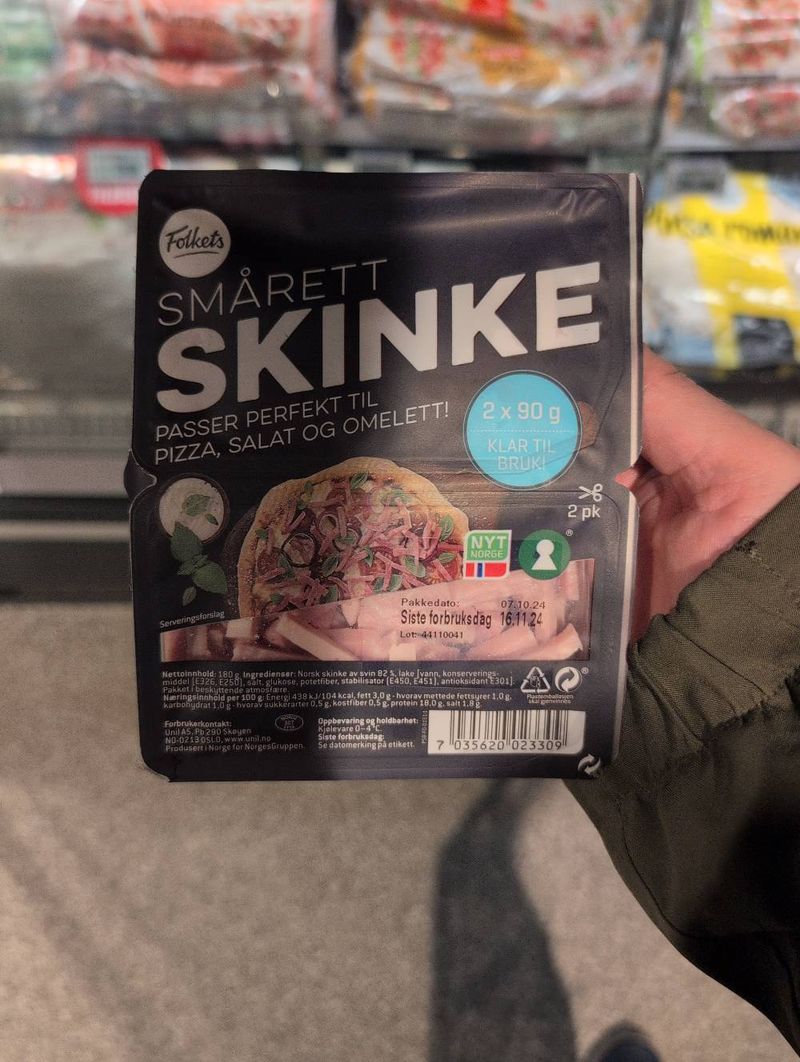 Folkets
SMÅRETT
SKINKE
PASSER PERFEKT TIL
PIZZA, SALAT OG OMELETT!
2 x 90 g
KLAR TIL
BRUK!
2 pk
NYT
NORGE
®
Serveringsforslag
Pakkedato: 07.10.24
Siste forbruksdag 16.11.24
Lot: 44110041
Nettoinnhold: 180 g. Ingredienser: Norsk skinke av svin 82 %, lake [vann, konserverings-
middel (E326, E250), salt, glukose, potetfiber, stabilisator (E450, E451), antioksidant E301].
Pakket i beskyttende atmosfære.
Næringsinnhold per 100 g: Energi 438 kJ/104 kcal, fett 3,0 g - hvorav mettede fettsyrer 1,0 g,
karbohydrat 1,0 g - hvorav sukkerarter 0,5 g, kostfiber 0,5 g, protein 18,0 g, salt 1,8 g.
Plastemballasjen
skal gjenvinnes
Forbrukerkontakt:
Unil AS, Pb 290 Skøyen
NO-0213 OSLO, www.unil.no
Produsert i Norge for NorgesGruppen.
Oppbevaring og holdbarhet:
Kjølevare 0-4°C
Siste forbruksdag:
Se datomerking på etikett.
7 035620 023309